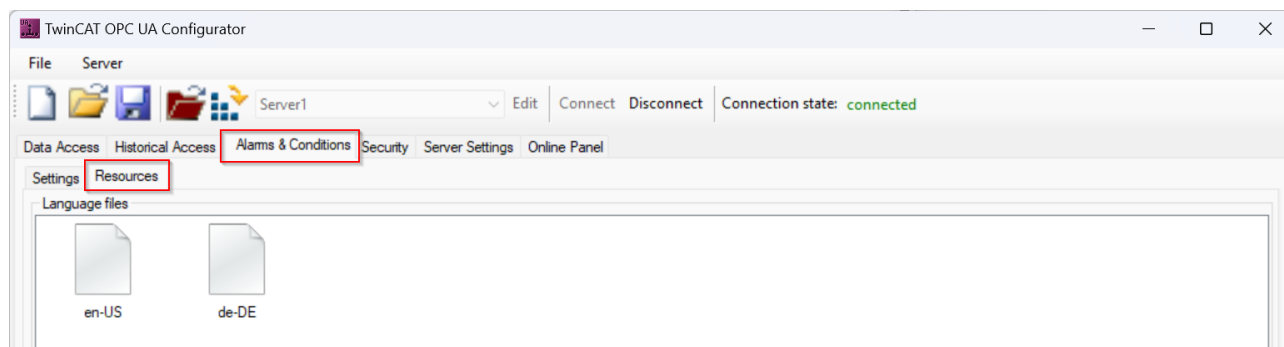 TwinCAT OPC UA Configurator
File Server
Server1 Edit Connect Disconnect Connection state: connected
Data Access Historical Access Alarms & Conditions Security Server Settings Online Panel
Settings Resources
Language files
en-US de-DE